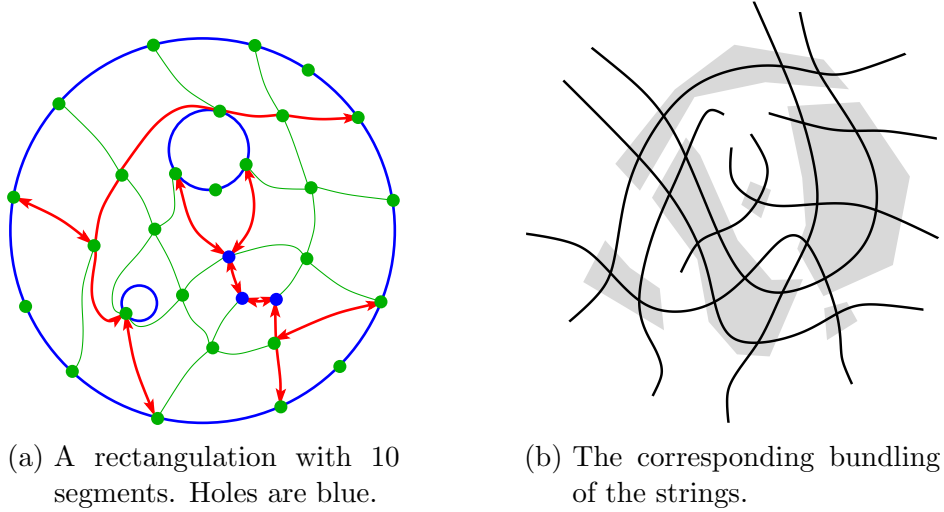 (a) A rectangulation with 10
segments. Holes are blue.
(b) The corresponding bundling
of the strings.